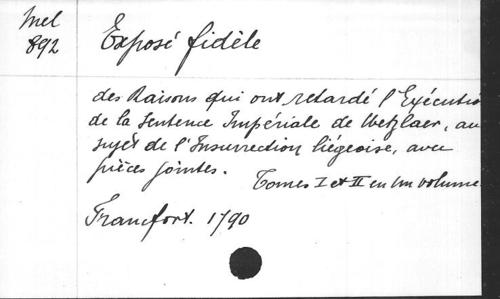 Mel
892
Exposé fidèle
des Raisons qui ont retardé l'Exécutio
de la Sentence Impériale de Wetzlaer, au
sujet de l'Insurrection liégeoise, avec
pièces jointes.
Tomes I et II en un volume
Francfort. 1790